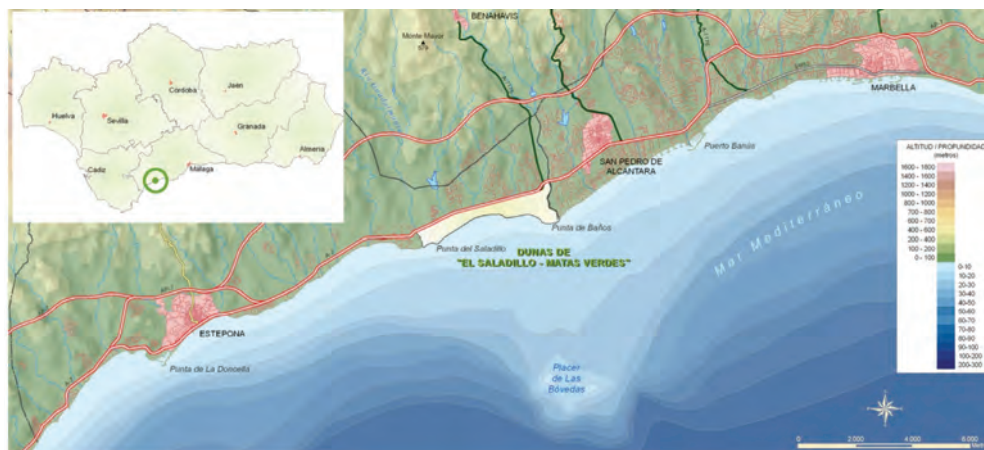 Huelva
Sevilla
Córdoba
Jaén
Granada
Almería
Cádiz
Málaga
BENAHAVIS
Monte Mayor
MARBELLA
SAN PEDRO DE
ALCÁNTARA
Puerto Banús
Punta de Baños
Punta del Saladillo
DUNAS DE
"EL SALADILLO - MATAS VERDES"
ESTEPONA
Punta de La Doncella
Placer
de Las
Bóvedas
Mar Mediterráneo
ALTITUD / PROFUNDIDAD
(metros)
1600 - 1800
1400 - 1600
1200 - 1400
1000 - 1200
800 - 1000
700 - 800
600 - 700
400 - 600
200 - 400
0 - 100
0-10
10-20
20-30
30-40
40-50
50-60
60-70
70-80
80-90
90-100
100-200
200-300
0
2.000
4.000
6.000